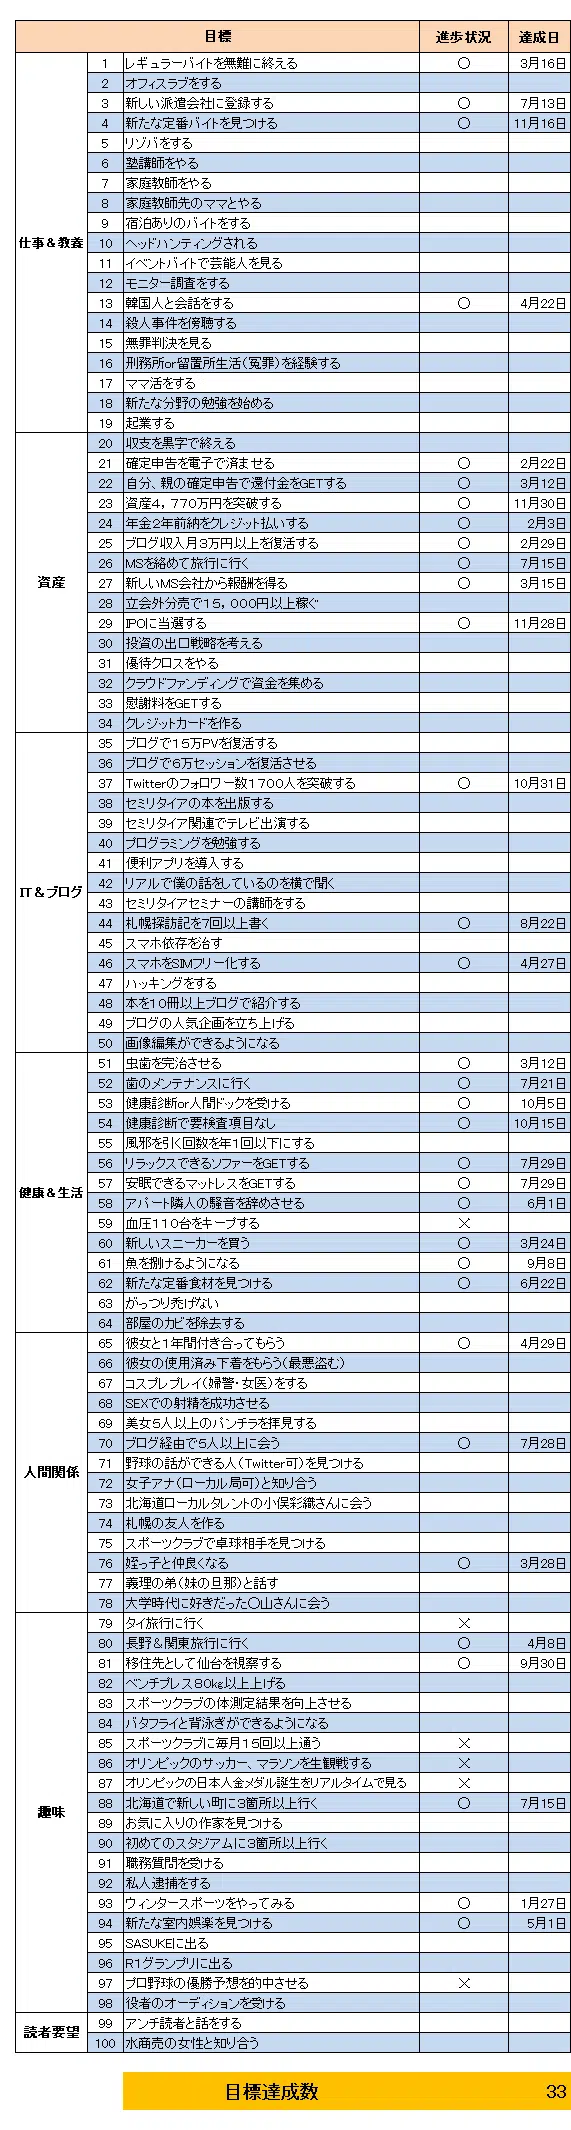 目標 進歩状況 達成日
仕事＆教養
1 レギュラーバイトを無難に終える ○ 3月16日
2 オフィスラブをする
3 新しい派遣会社に登録する ○ 7月13日
4 新たな定番バイトを見つける ○ 11月16日
5 リゾバをする
6 塾講師をやる
7 家庭教師をやる
8 家庭教師先のママとやる
9 宿泊ありのバイトをする
10 ヘッドハンティングされる
11 イベントバイトで芸能人を見る
12 モニター調査をする
13 韓国人と会話をする ○ 4月22日
14 殺人事件を傍聴する
15 無罪判決を見る
16 刑務所or留置所生活（冤罪）を経験する
17 ママ活をする
18 新たな分野の勉強を始める
19 起業する
資産
20 収支を黒字で終える
21 確定申告を電子で済ませる ○ 2月22日
22 自分、親の確定申告で還付金をGETする ○ 3月12日
23 資産４，７７０万円を突破する ○ 11月30日
24 年金２年前納をクレジット払いする ○ 2月3日
25 ブログ収入月３万円以上を復活する ○ 2月29日
26 MSを絡めて旅行に行く ○ 7月15日
27 新しいMS会社から報酬を得る ○ 3月15日
28 立会外分売で１５，０００円以上稼ぐ
29 IPOに当選する ○ 11月28日
30 投資の出口戦略を考える
31 優待クロスをやる
32 クラウドファンディングで資金を集める
33 慰謝料をGETする
34 クレジットカードを作る
IT＆ブログ
35 ブログで１５万PVを復活する
36 ブログで６万セッションを復活させる
37 Twitterのフォロワー数１７００人を突破する ○ 10月31日
38 セミリタイアの本を出版する
39 セミリタイア関連でテレビ出演する
40 プログラミングを勉強する
41 便利アプリを導入する
42 リアルで僕の話をしているのを横で聞く
43 セミリタイアセミナーの講師をする
44 札幌探訪記を7回以上書く ○ 8月22日
45 スマホ依存を治す
46 スマホをSIMフリー化する ○ 4月27日
47 ハッキングをする
48 本を１０冊以上ブログで紹介する
49 ブログの人気企画を立ち上げる
50 画像編集ができるようになる
健康＆生活
51 虫歯を完治させる ○ 3月12日
52 歯のメンテナンスに行く ○ 7月21日
53 健康診断or人間ドックを受ける ○ 10月5日
54 健康診断で要検査項目なし ○ 10月15日
55 風邪を引く回数を年1回以下にする
56 リラックスできるソファーをGETする ○ 7月29日
57 安眠できるマットレスをGETする ○ 7月29日
58 アパート隣人の騒音を辞めさせる ○ 6月1日
59 血圧１１０台をキープする ×
60 新しいスニーカーを買う ○ 3月24日
61 魚を捌けるようになる ○ 9月8日
62 新たな定番食材を見つける ○ 6月22日
63 がっつり禿げない
64 部屋のカビを除去する
人間関係
65 彼女と１年間付き合ってもらう ○ 4月29日
66 彼女の使用済み下着をもらう（最悪盗む）
67 コスプレプレイ（婦警・女医）をする
68 SEXでの射精を成功させる
69 美女５人以上のパンチラを拝見する
70 ブログ経由で５人以上に会う ○ 7月28日
71 野球の話ができる人（Twitter可）を見つける
72 女子アナ（ローカル局可）と知り合う
73 北海道ローカルタレントの小俣彩織さんに会う
74 札幌の友人を作る
75 スポーツクラブで卓球相手を見つける
76 姪っ子と仲良くなる ○ 3月28日
77 義理の弟（妹の旦那）と話す
78 大学時代に好きだった〇山さんに会う
趣味
79 タイ旅行に行く ×
80 長野＆関東旅行に行く ○ 4月8日
81 移住先として仙台を視察する ○ 9月30日
82 ベンチプレス８０㎏以上上げる
83 スポーツクラブの体測定結果を向上させる
84 バタフライと背泳ぎができるようになる
85 スポーツクラブに毎月１５回以上通う ×
86 オリンピックのサッカー、マラソンを生観戦する ×
87 オリンピックの日本人金メダル誕生をリアルタイムで見る ×
88 北海道で新しい町に３箇所以上行く ○ 7月15日
89 お気に入りの作家を見つける
90 初めてのスタジアムに３箇所以上行く
91 職務質問を受ける
92 私人逮捕をする
93 ウィンタースポーツをやってみる ○ 1月27日
94 新たな室内娯楽を見つける ○ 5月1日
95 SASUKEに出る
96 R１グランプリに出る
97 プロ野球の優勝予想を的中させる ×
98 役者のオーディションを受ける
読者要望
99 アンチ読者と話をする
100 水商売の女性と知り合う
目標達成数 33